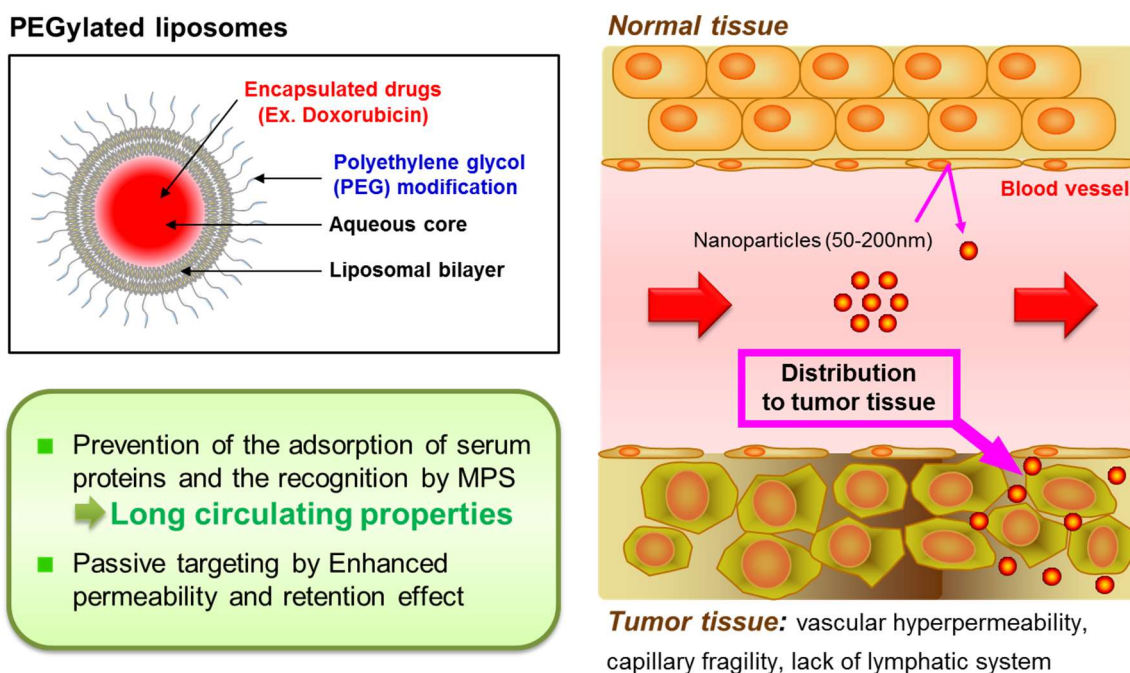 PEGylated liposomes
Encapsulated drugs
(Ex. Doxorubicin)
Polyethylene glycol
(PEG) modification
Aqueous core
Liposomal bilayer
Prevention of the adsorption of serum
proteins and the recognition by MPS
Long circulating properties
Passive targeting by Enhanced
permeability and retention effect
Normal tissue
Blood vessel
Nanoparticles (50-200nm)
Distribution
to tumor tissue
Tumor tissue: vascular hyperpermeability,
capillary fragility, lack of lymphatic system